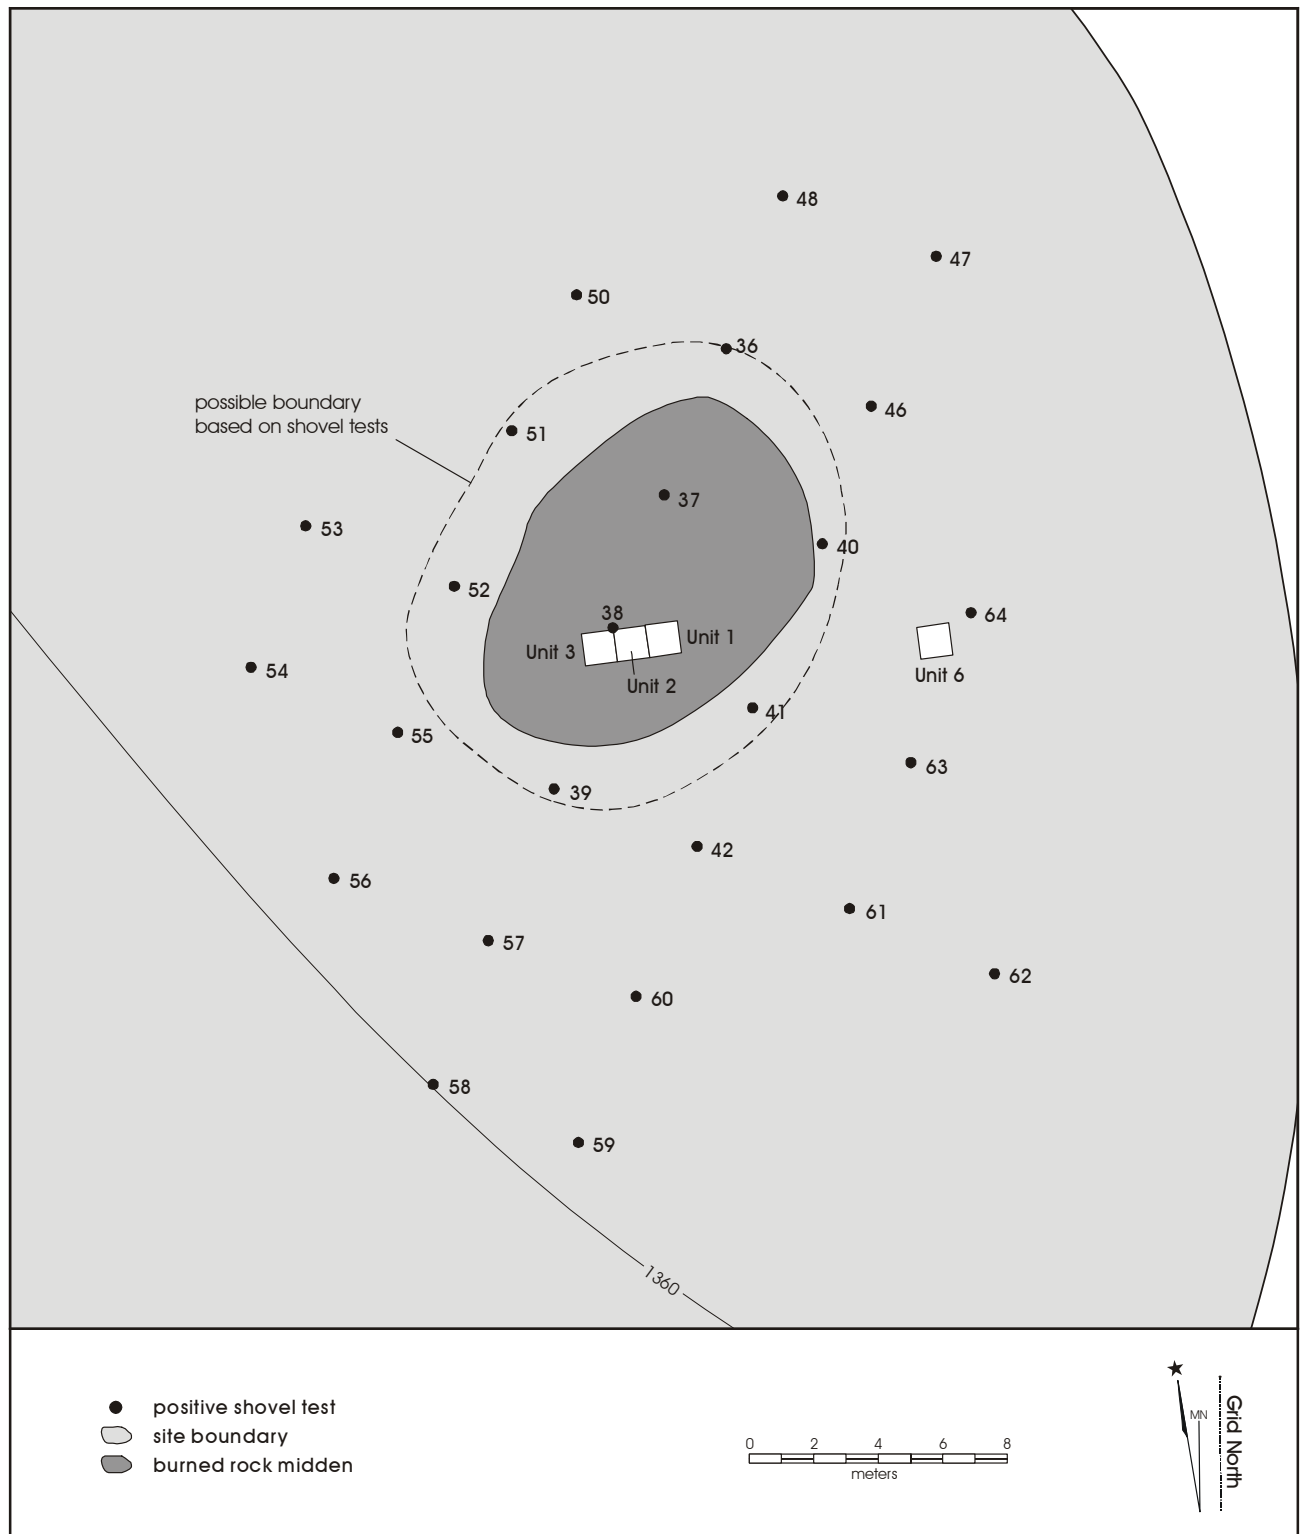 48
47
50
36
possible boundary
based on shovel tests
46
51
37
53
40
52
38
64
Unit 3
Unit 1
Unit 2
Unit 6
54
41
55
63
39
42
56
61
57
62
60
58
59
1360
positive shovel test
site boundary
burned rock midden
0 2 4 6 8
meters
MN
Grid North